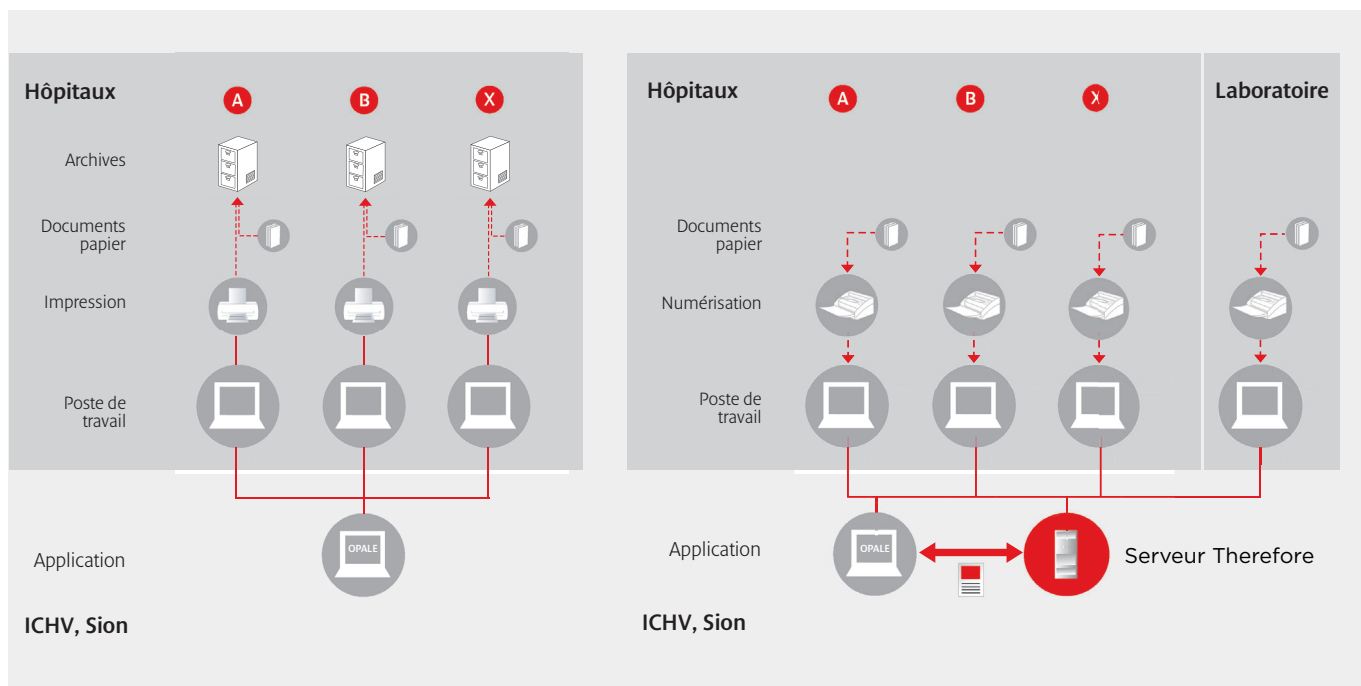 Hôpitaux
A
B
X
Archives
Documents
papier
Impression
Poste de
travail
OPALE
Application
ICHV, Sion
Hôpitaux
A
B
X
Laboratoire
Documents
papier
Numérisation
Poste de
travail
Application
OPALE
Serveur Therefore
ICHV, Sion